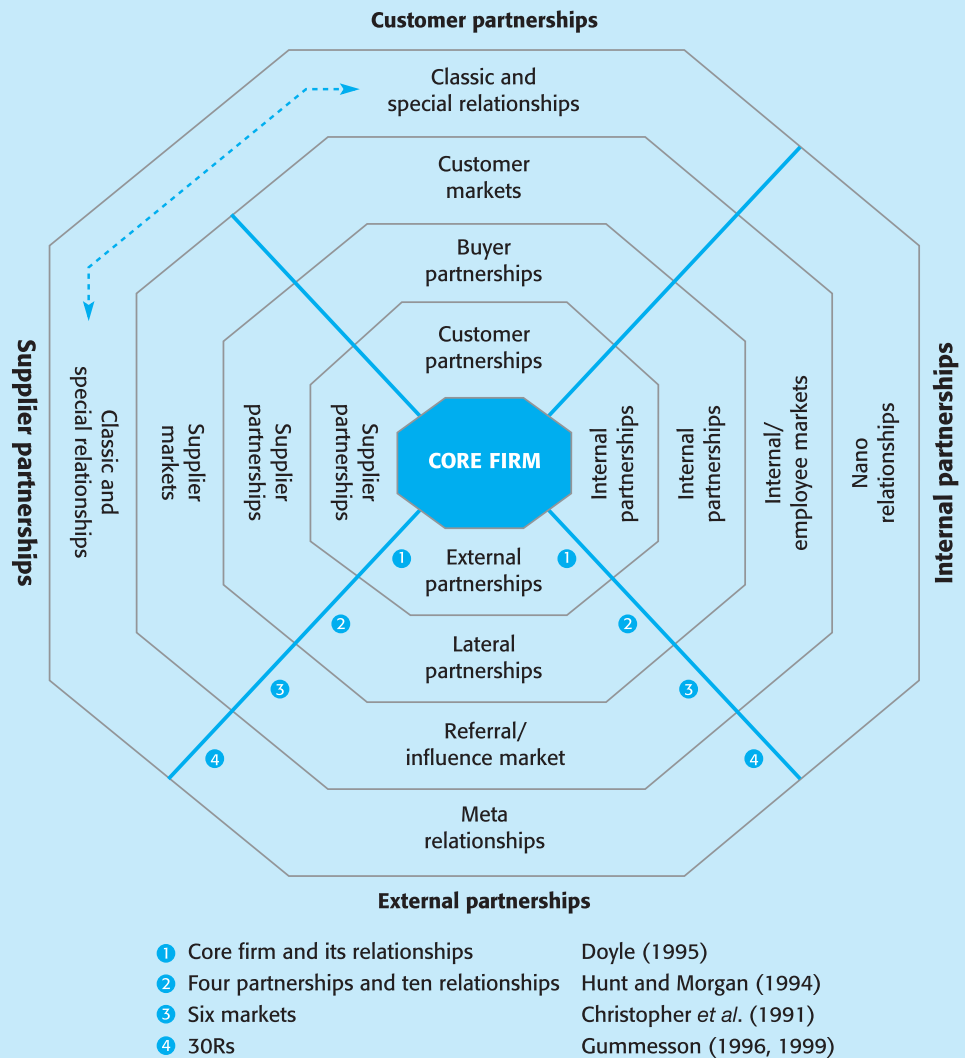 Customer partnerships
Classic and
special relationships
Customer
markets
Buyer
partnerships
Customer
partnerships
Supplier partnerships
Classic and
special relationships
Supplier
markets
Supplier
partnerships
Supplier
partnerships
CORE FIRM
Internal
partnerships
Internal
partnerships
Internal/
employee markets
Nano
relationships
Internal partnerships
1
External
partnerships
1
2
Lateral
partnerships
2
3
3
Referral/
influence market
4
4
Meta
relationships
External partnerships
1 Core firm and its relationships Doyle (1995)
2 Four partnerships and ten relationships Hunt and Morgan (1994)
3 Six markets Christopher et al. (1991)
4 30Rs Gummesson (1996, 1999)